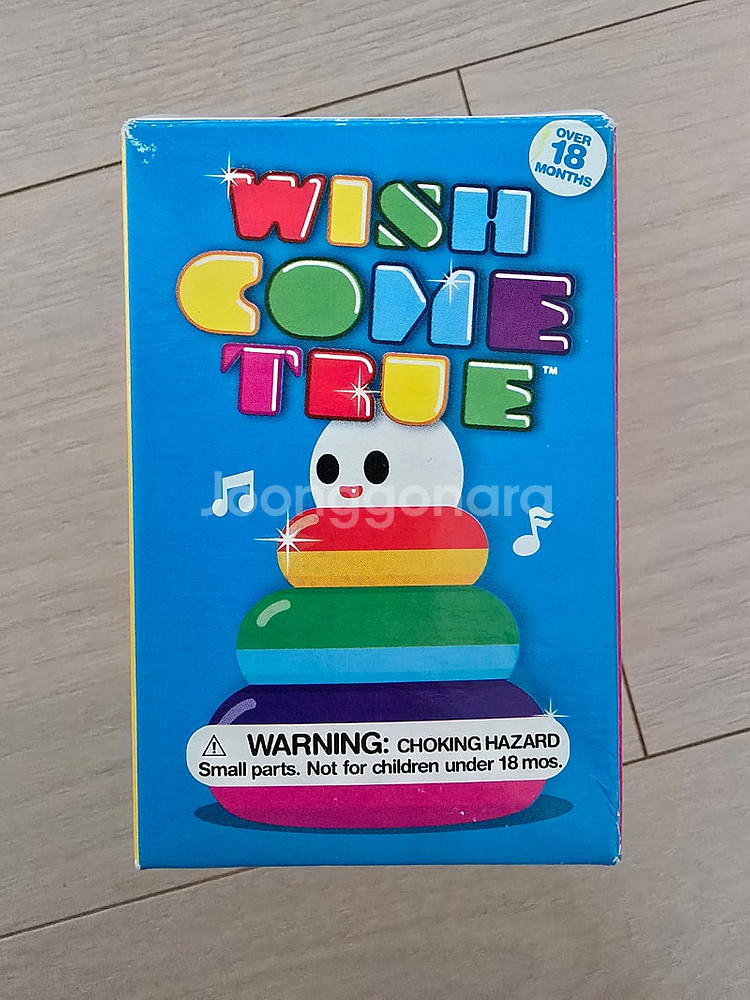 OVER
18
MONTHS
WISH
COME
TRUE™
Joonggonara
⚠ WARNING: CHOKING HAZARD
Small parts. Not for children under 18 mos.